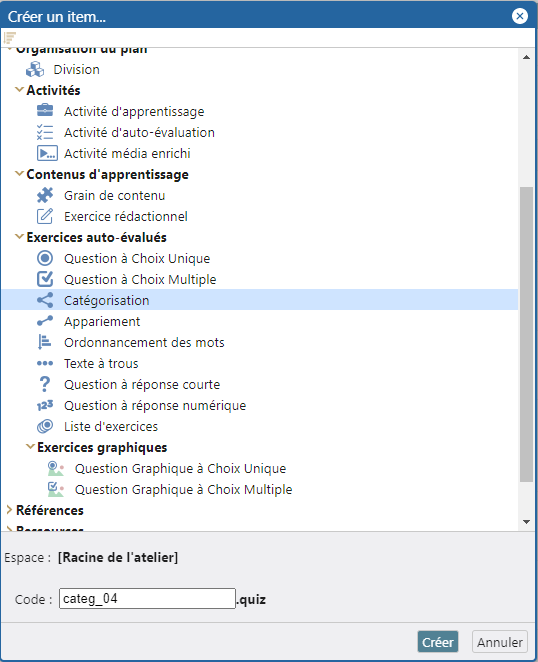 Créer un item...
Organisation du plan
Division
Activités
Activité d'apprentissage
Activité d'auto-évaluation
Activité média enrichi
Contenus d'apprentissage
Grain de contenu
Exercice rédactionnel
Exercices auto-évalués
Question à Choix Unique
Question à Choix Multiple
Catégorisation
Appariement
Ordonnancement des mots
Texte à trous
Question à réponse courte
Question à réponse numérique
Liste d'exercices
Exercices graphiques
Question Graphique à Choix Unique
Question Graphique à Choix Multiple
Références
Ressources
Espace : [Racine de l'atelier]
Code : categ_04.quiz
Créer Annuler